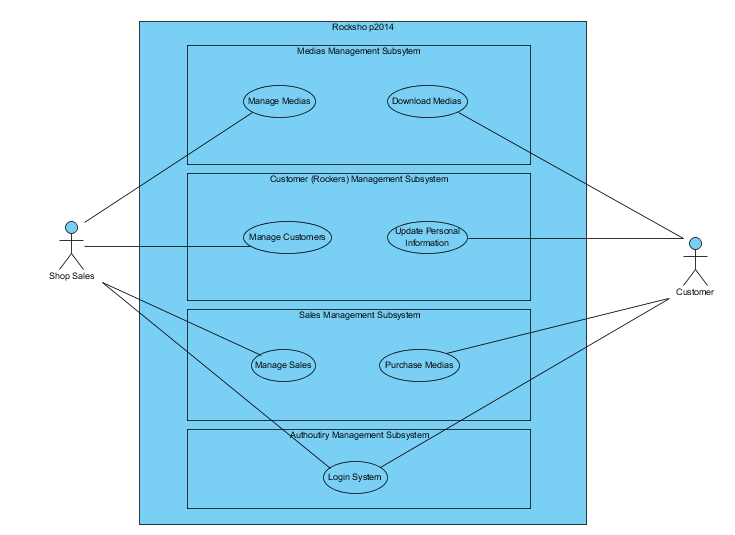 Rocksho p2014
Medias Management Subsytem
Manage Medias
Download Medias
Customer (Rockers) Management Subsystem
Manage Customers
Update Personal
Information
Shop Sales
Customer
Sales Management Subsystem
Manage Sales
Purchase Medias
Authoutiry Management Subsystem
Login System